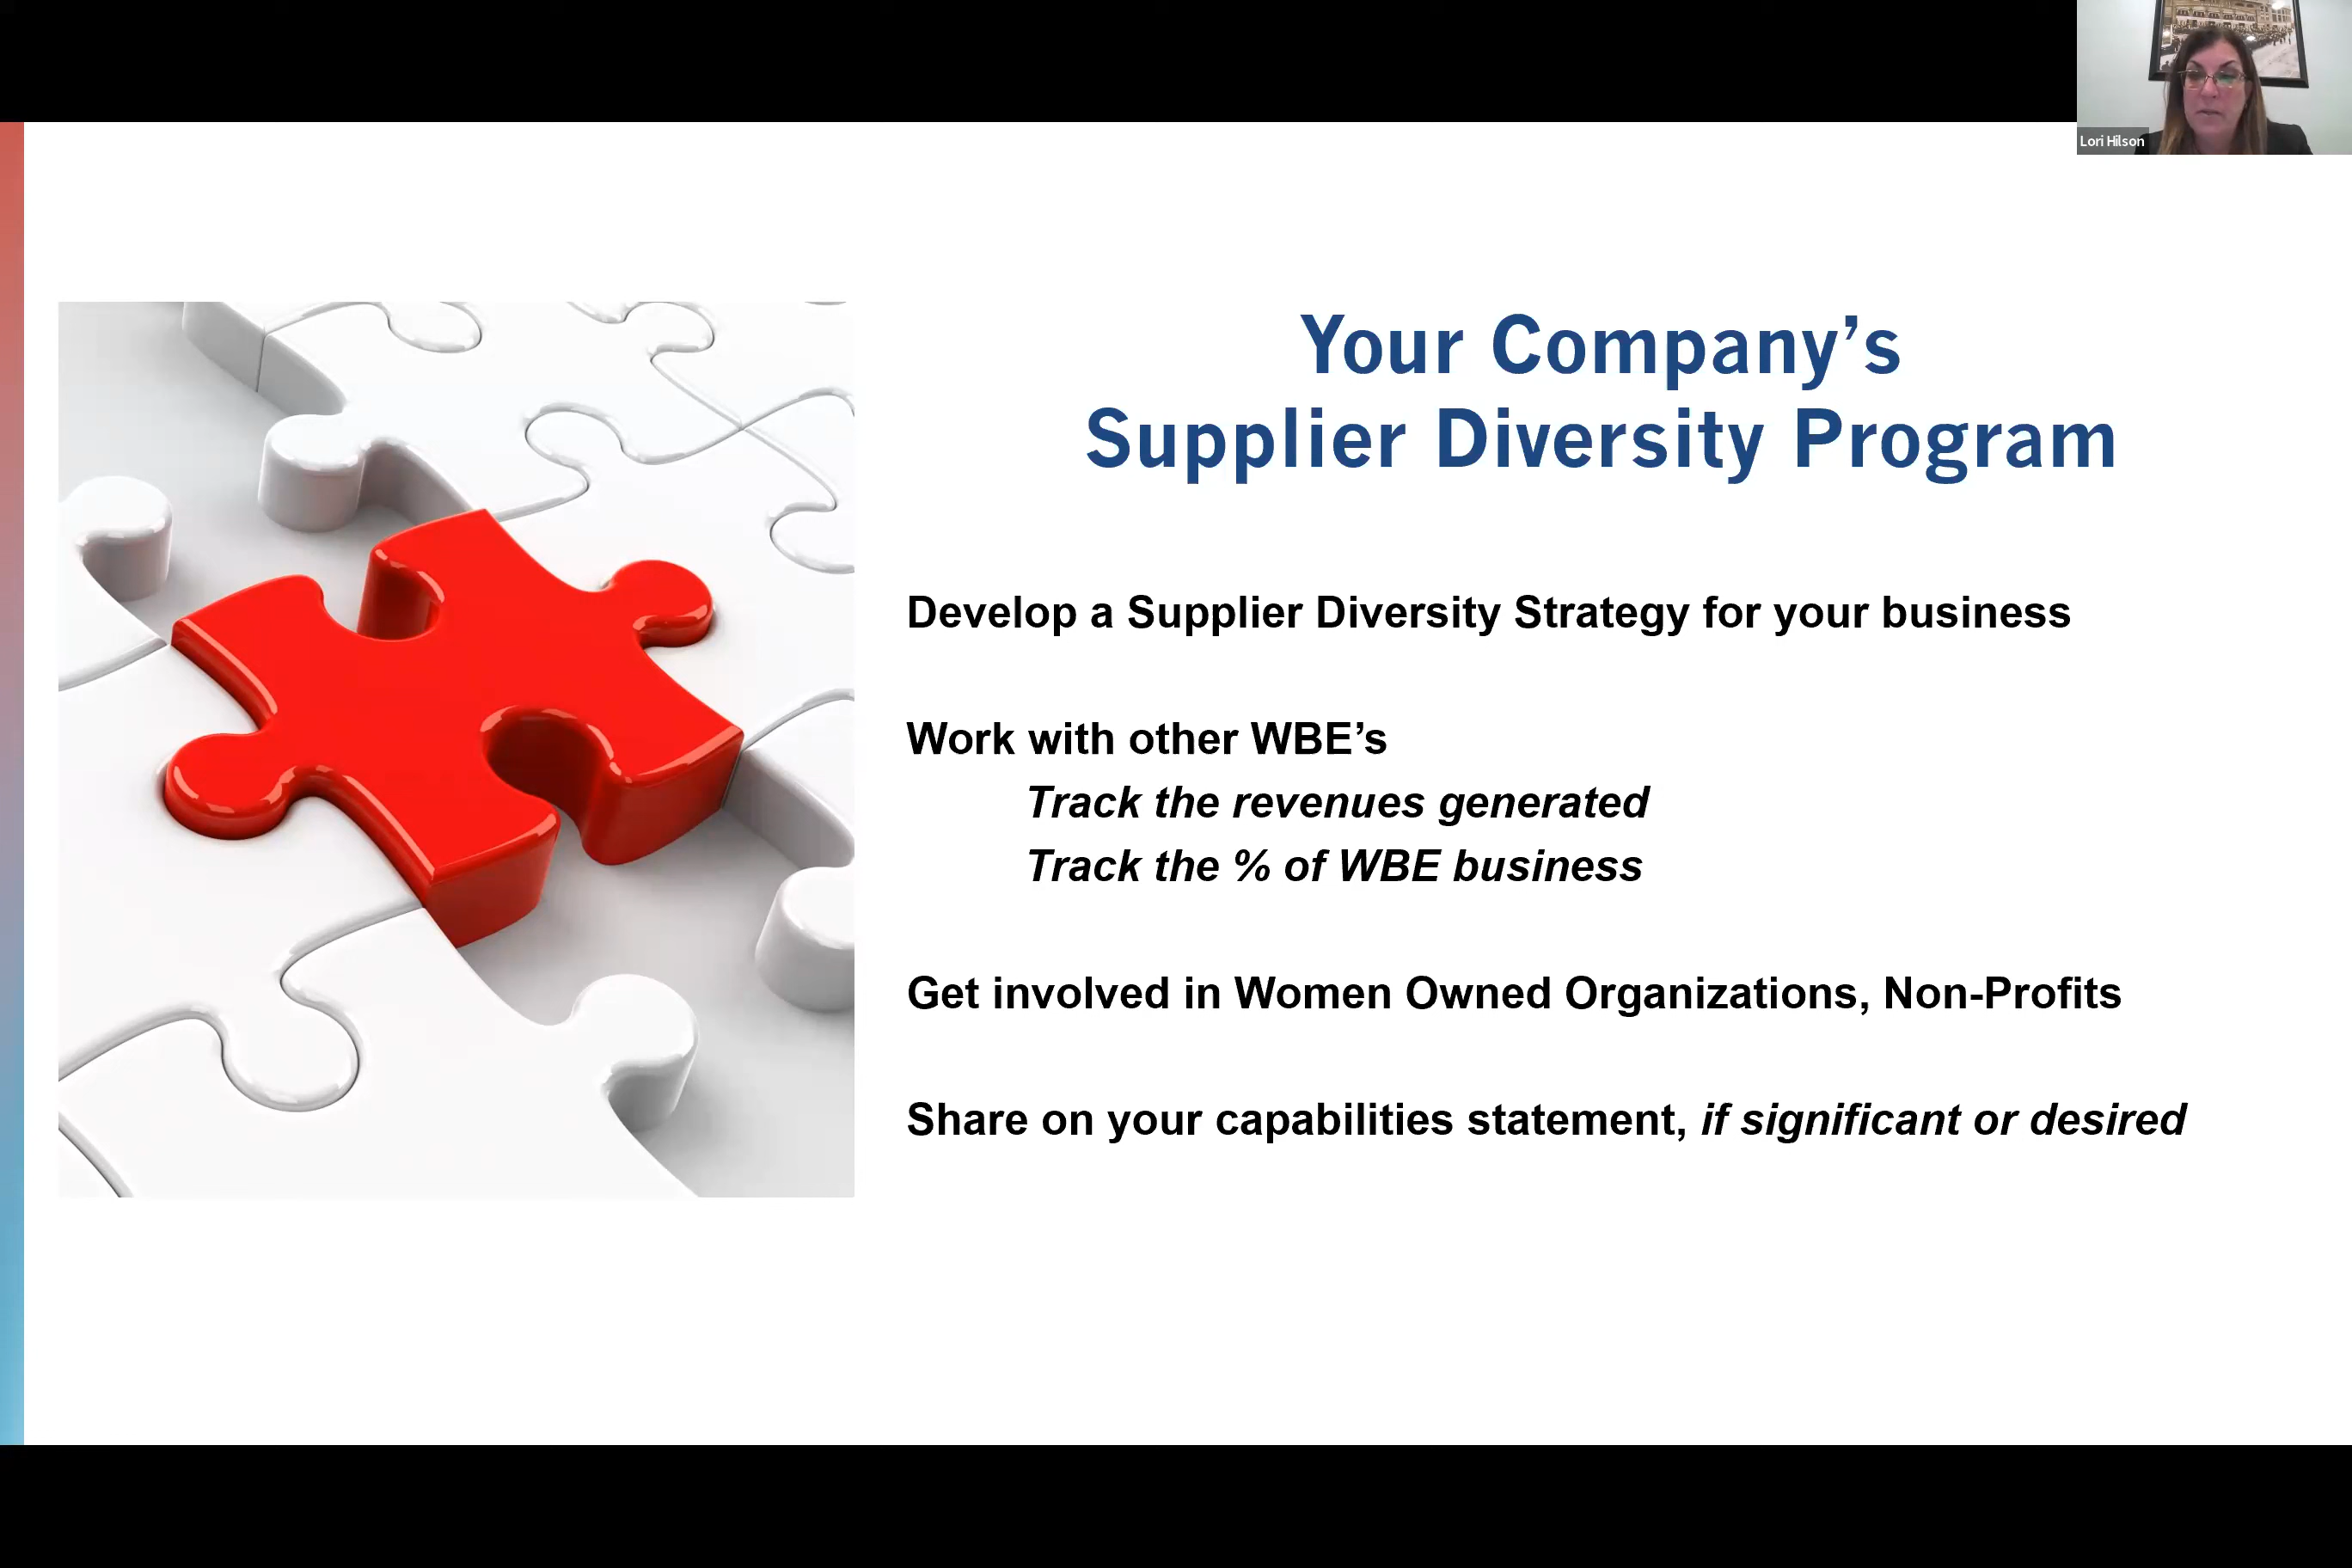 Lori Hilson
Your Company’s
Supplier Diversity Program
Develop a Supplier Diversity Strategy for your business
Work with other WBE’s
Track the revenues generated
Track the % of WBE business
Get involved in Women Owned Organizations, Non-Profits
Share on your capabilities statement, if significant or desired